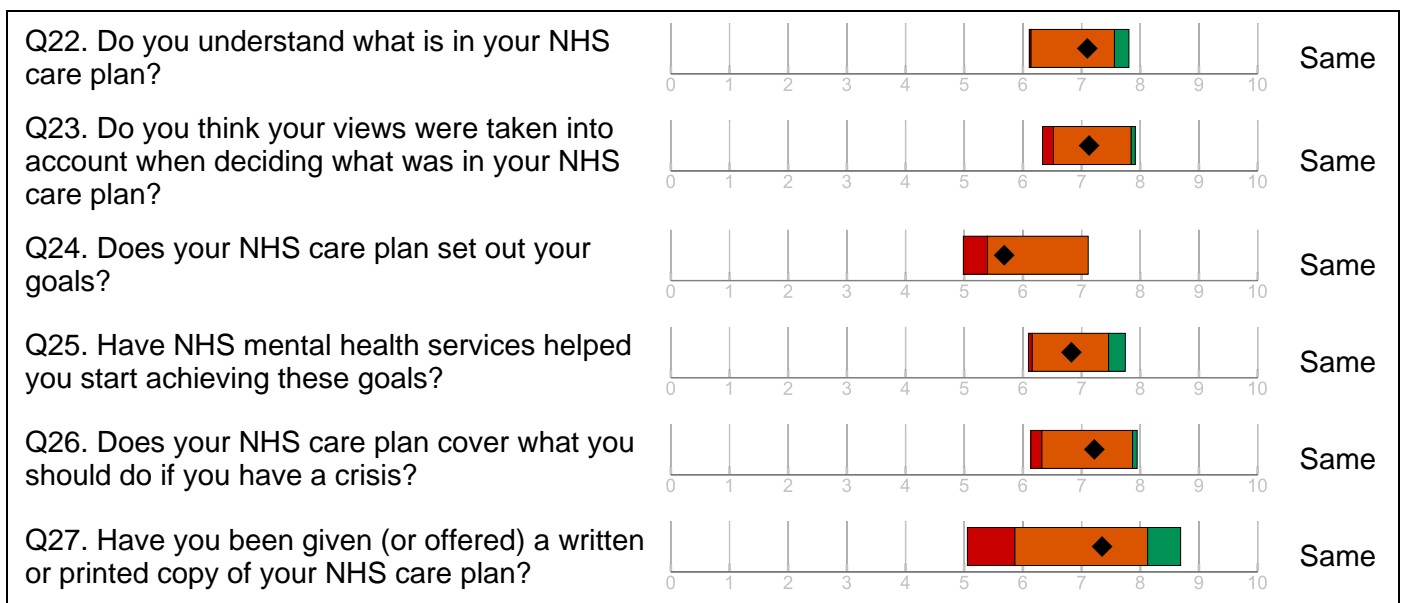 Q22. Do you understand what is in your NHS
care plan?
Same
0 1 2 3 4 5 6 7 8 9 10
Q23. Do you think your views were taken into
account when deciding what was in your NHS
care plan?
Same
0 1 2 3 4 5 6 7 8 9 10
Q24. Does your NHS care plan set out your
goals?
Same
0 1 2 3 4 5 6 7 8 9 10
Q25. Have NHS mental health services helped
you start achieving these goals?
Same
0 1 2 3 4 5 6 7 8 9 10
Q26. Does your NHS care plan cover what you
should do if you have a crisis?
Same
0 1 2 3 4 5 6 7 8 9 10
Q27. Have you been given (or offered) a written
or printed copy of your NHS care plan?
Same
0 1 2 3 4 5 6 7 8 9 10